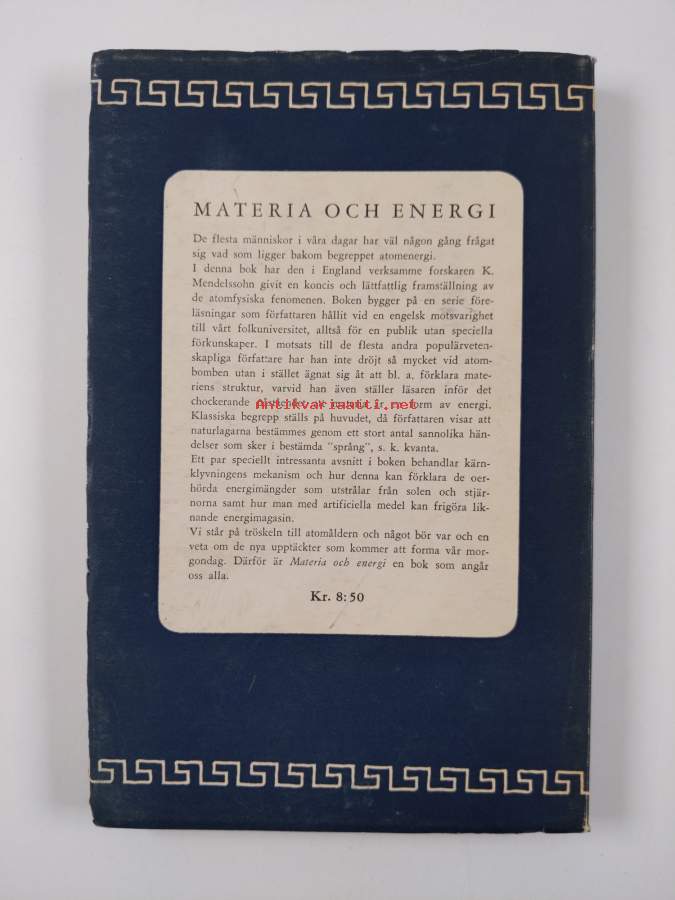 MATERIA OCH ENERGI
De flesta människor i våra dagar har väl någon gång frågat
sig vad som ligger bakom begreppet atomenergi.
I denna bok har den i England verksamme forskaren K.
Mendelssohn givit en koncis och lättfattlig framställning av
de atomfysiska fenomenen. Boken bygger på en serie före-
läsningar som författaren hållit vid en engelsk motsvarighet
till vårt folkuniversitet, alltså för en publik utan speciella
förkunskaper. I motsats till de flesta andra populärveten-
skapliga författare har han inte dröjt så mycket vid atom-
bomben utan i stället ägnat sig åt att bl. a. förklara mate-
riens struktur, varvid han även ställer läsaren inför det
chockerande är en form av energi.
Antikvariaatti.net
Klassiska begrepp ställs på huvudet, då författaren visar att
naturlagarna bestämmes genom ett stort antal sannolika hän-
delser som sker i bestämda "språng", s. k. kvanta.
Ett par speciellt intressanta avsnitt i boken behandlar kärn-
klyvningens mekanism och hur denna kan förklara de oer-
hörda energimängder som utstrålar från solen och stjär-
norna samt hur man med artificiella medel kan frigöra lik-
nande energimagasin.
Vi står på tröskeln till atomåldern och något bör var och en
veta om de nya upptäckter som kommer att forma vår mor-
gondag. Därför är Materia och energi en bok som angår
oss alla.
Kr. 8:50